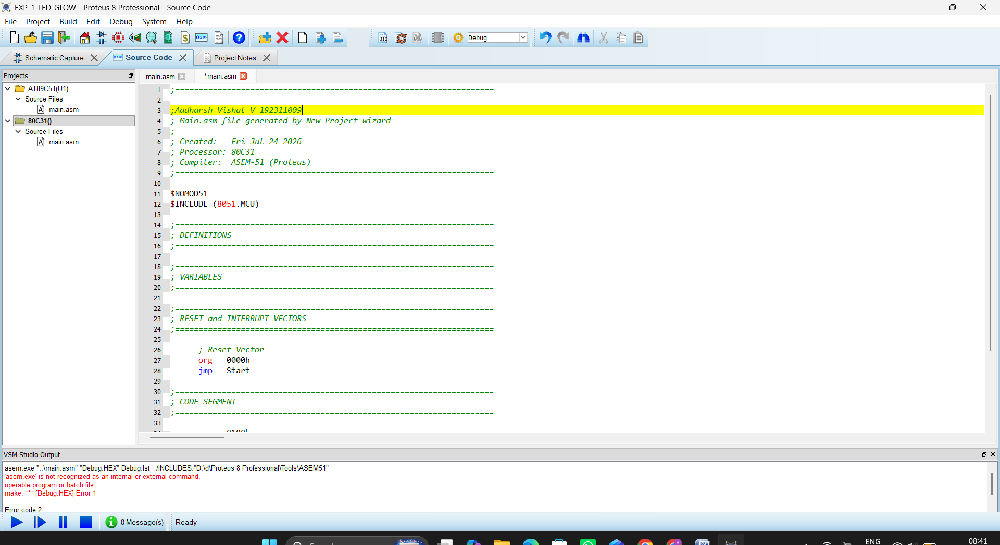 EXP-1-LED-GLOW - Proteus 8 Professional - Source Code
File Project Build Edit Debug System Help
Debug
Schematic Capture Source Code Project Notes
Projects
AT89C51(U1)
Source Files
main.asm
80C31()
Source Files
main.asm
main.asm *main.asm
1 ;====================================================================
2
3 ;Aadharsh Vishal V 192311009
4 ; Main.asm file generated by New Project wizard
5 ;
6 ; Created:   Fri Jul 24 2026
7 ; Processor: 80C31
8 ; Compiler:  ASEM-51 (Proteus)
9 ;====================================================================
10
11 $NOMOD51
12 $INCLUDE (8051.MCU)
13
14 ;====================================================================
15 ; DEFINITIONS
16 ;====================================================================
17
18 ;====================================================================
19 ; VARIABLES
20 ;====================================================================
21
22 ;====================================================================
23 ; RESET and INTERRUPT VECTORS
24 ;====================================================================
25
26 ; Reset Vector
27 org   0000h
28 jmp   Start
29
30 ;====================================================================
31 ; CODE SEGMENT
32 ;====================================================================
33
VSM Studio Output
asem.exe "..\main.asm" "Debug.HEX" Debug.lst   /INCLUDES:"D:\d\Proteus 8 Professional\Tools\ASEM51"
'asem.exe' is not recognized as an internal or external command,
operable program or batch file.
make: *** [Debug.HEX] Error 1
Error code 2
0 Message(s) Ready
ENG
08:41